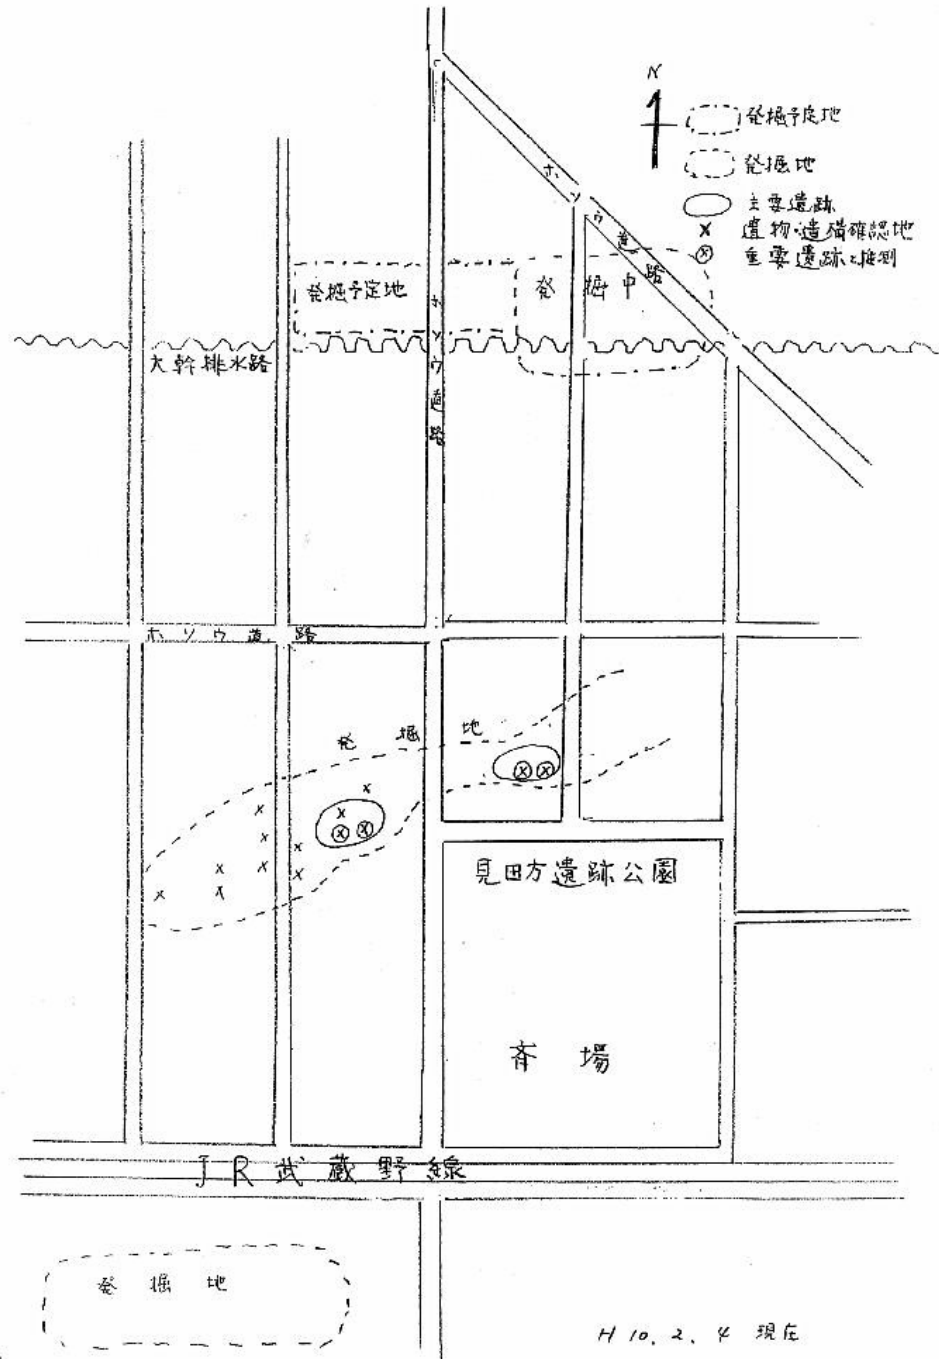 N
発掘予定地
発掘地
主要遺跡
x 遺物・遺構確認地
重要遺跡と推測
ホソウ道路
発掘予定地
発掘中
ホソウ道路
大幹排水路
ホソウ道路
発掘地
見田方遺跡公園
斉場
JR武蔵野線
発掘地
H 10. 2. 4 現在